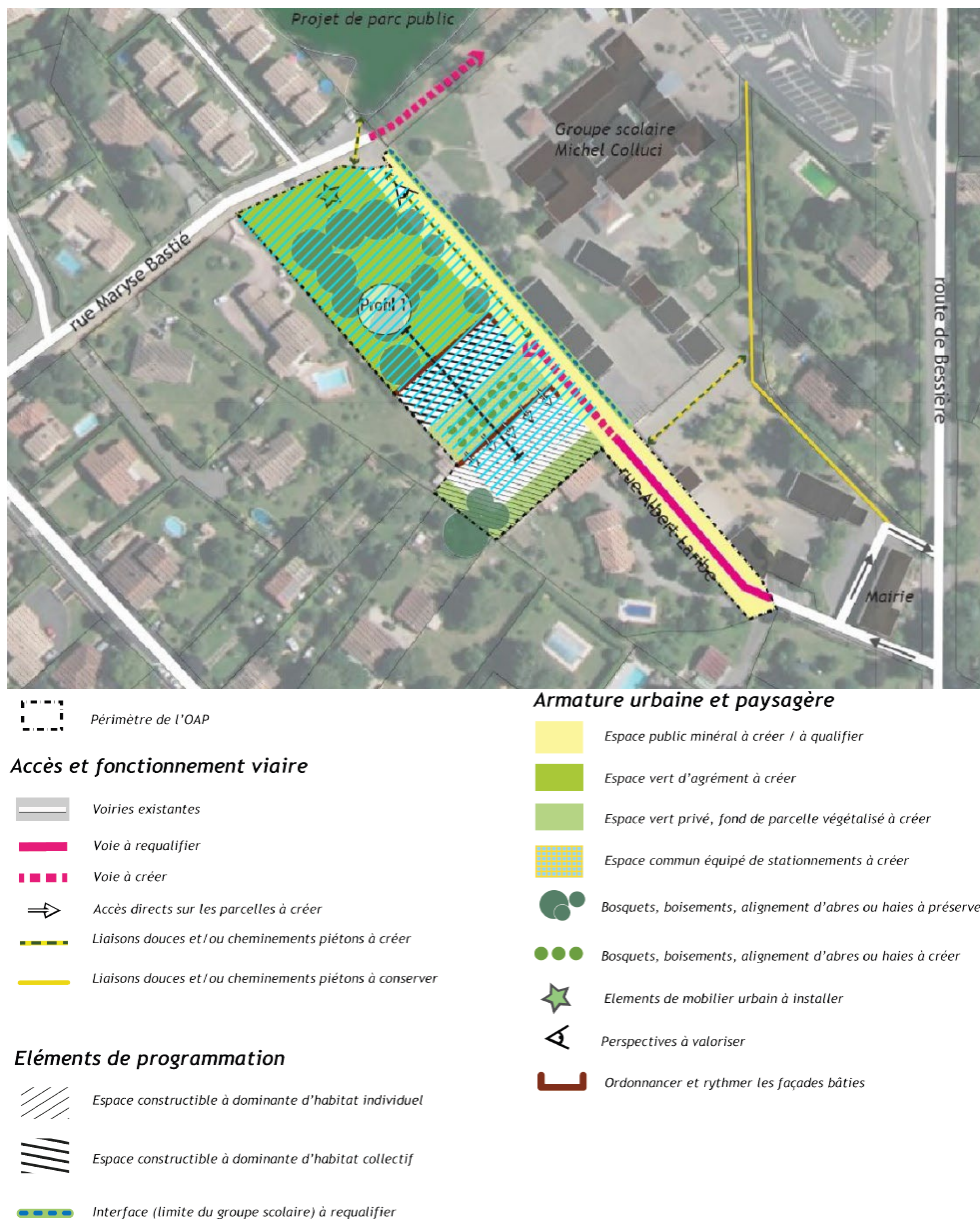 Projet de parc public
Groupe scolaire
Michel Colluci
rue Maryse Bastié
Profil 1
route de Bessière
rue Albert Laribe
Mairie
Périmètre de l'OAP
Accès et fonctionnement viaire
Voiries existantes
Voie à requalifier
Voie à créer
Accès directs sur les parcelles à créer
Liaisons douces et/ou cheminements piétons à créer
Liaisons douces et/ou cheminements piétons à conserver
Eléments de programmation
Espace constructible à dominante d'habitat individuel
Espace constructible à dominante d'habitat collectif
Interface (limite du groupe scolaire) à requalifier
Armature urbaine et paysagère
Espace public minéral à créer / à qualifier
Espace vert d'agrément à créer
Espace vert privé, fond de parcelle végétalisé à créer
Espace commun équipé de stationnements à créer
Bosquets, boisements, alignement d'abres ou haies à préserve
Bosquets, boisements, alignement d'abres ou haies à créer
Elements de mobilier urbain à installer
Perspectives à valoriser
Ordonnancer et rythmer les façades bâties